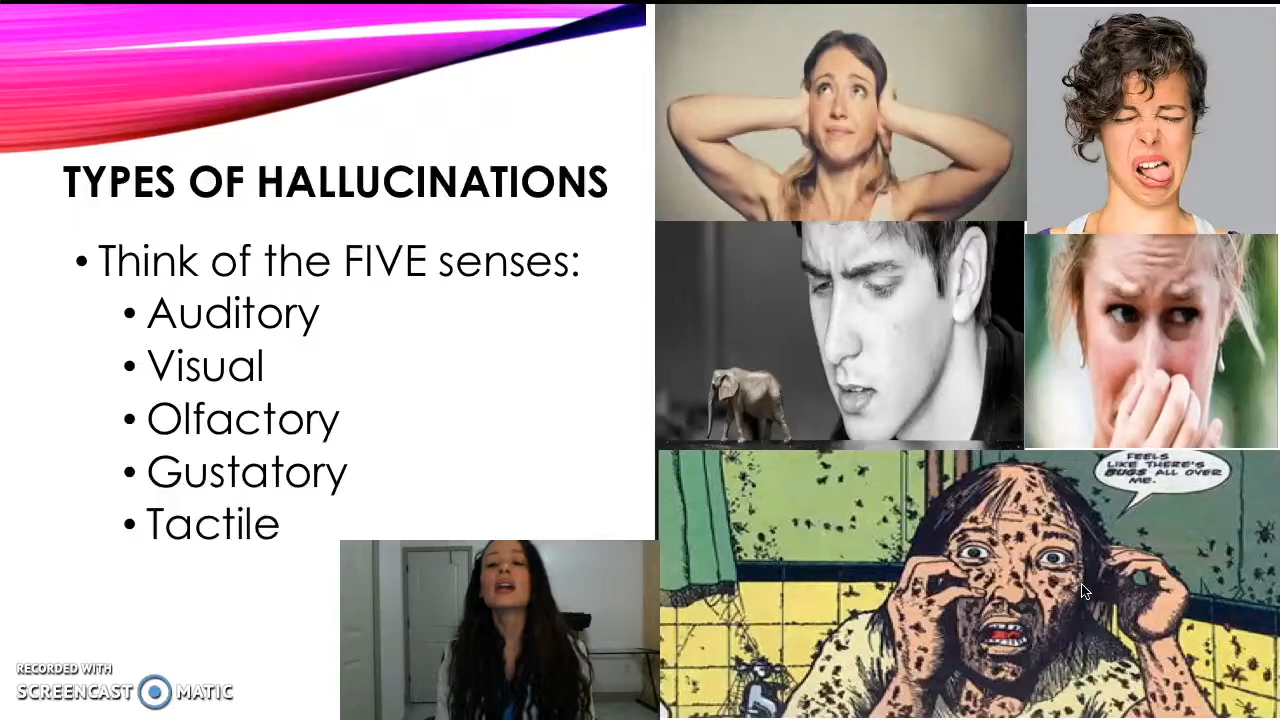 TYPES OF HALLUCINATIONS
• Think of the FIVE senses:
• Auditory
• Visual
• Olfactory
• Gustatory
• Tactile
FEELS
LIKE THERE'S
BUGS ALL OVER
ME.
RECORDED WITH
SCREENCAST MATIC